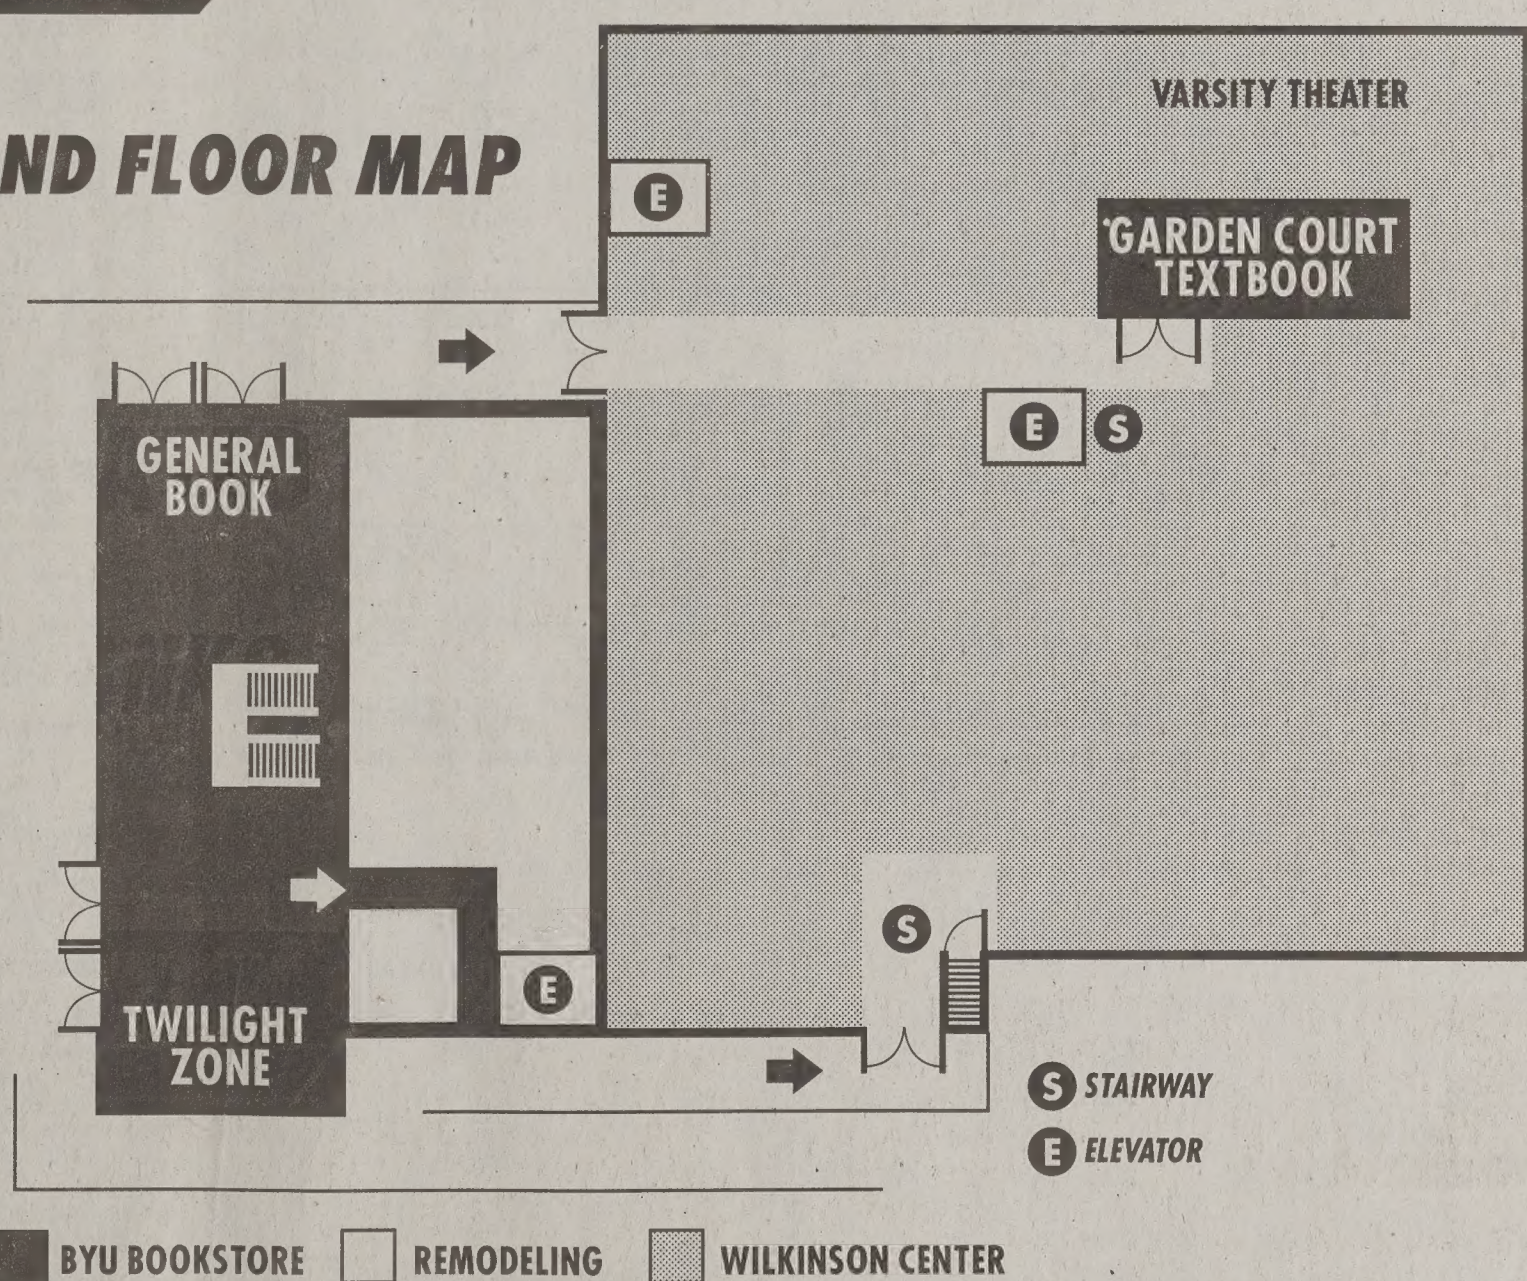 ND FLOOR MAP
VARSITY THEATER
E
GARDEN COURT
TEXTBOOK
E
S
GENERAL
BOOK
S
E
TWILIGHT
ZONE
S STAIRWAY
E ELEVATOR
BYU BOOKSTORE
REMODELING
WILKINSON CENTER